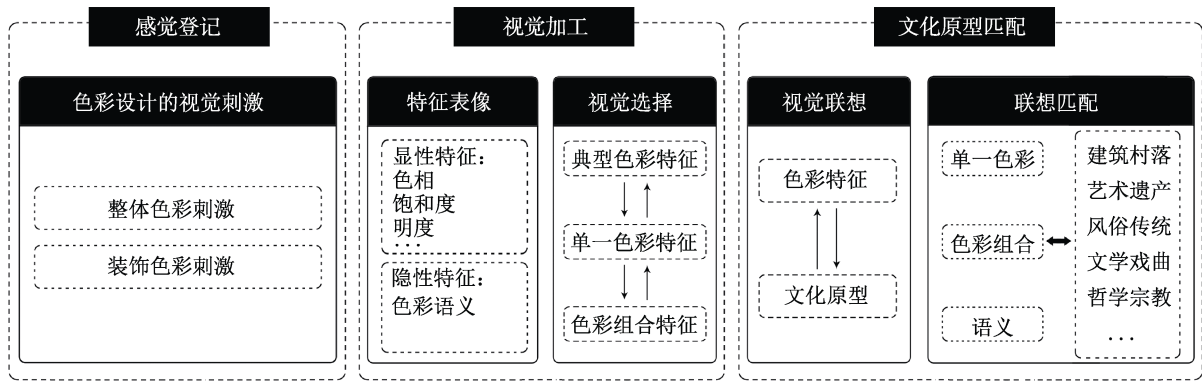 感觉登记
色彩设计的视觉刺激
整体色彩刺激
装饰色彩刺激
视觉加工
特征表像
显性特征：
色相
饱和度
明度
···
隐性特征：
色彩语义
视觉选择
典型色彩特征
单一色彩特征
色彩组合特征
文化原型匹配
视觉联想
色彩特征
文化原型
联想匹配
单一色彩
色彩组合
语义
建筑村落
艺术遗产
风俗传统
文学戏曲
哲学宗教
···